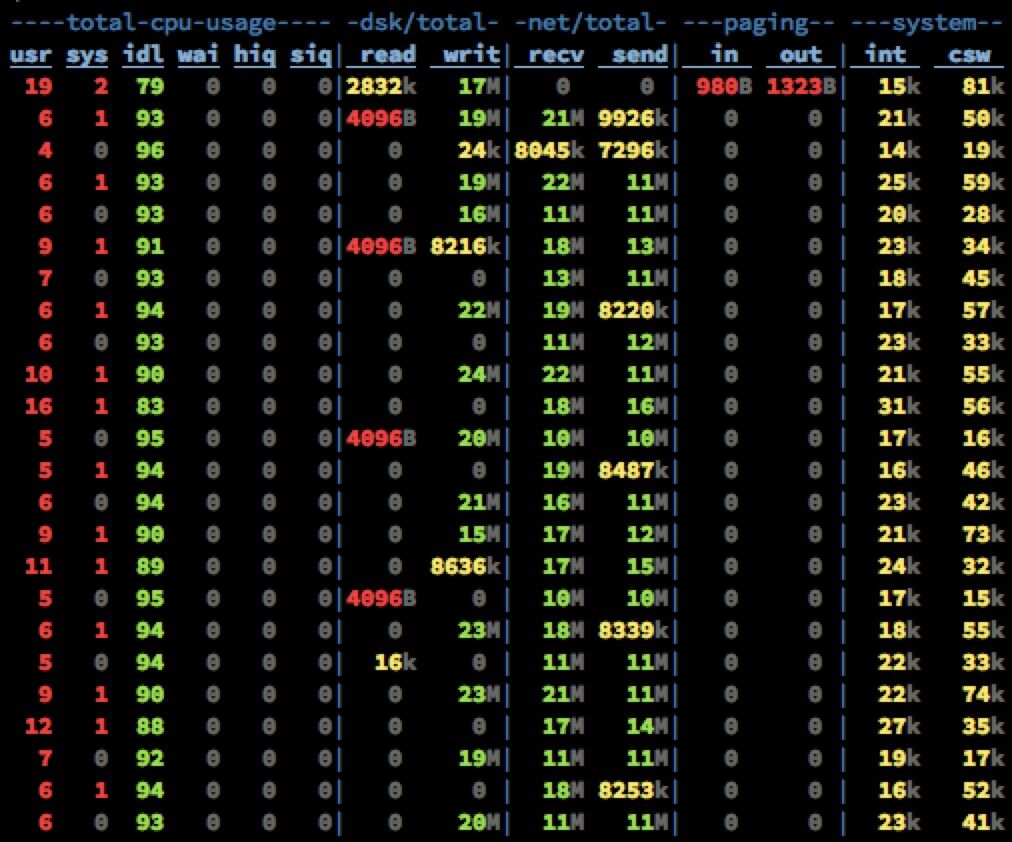 ----total-cpu-usage---- -dsk/total- -net/total- ---paging-- ---system--
usr sys idl wai hiq siq| read  writ| recv  send|  in   out | int   csw
 19   2  79   0   0   0|2832k   17M|   0     0 | 980B 1323B|  15k   81k
  6   1  93   0   0   0|4096B   19M|  21M 9926k|   0     0 |  21k   50k
  4   0  96   0   0   0|   0    24k|8045k 7296k|   0     0 |  14k   19k
  6   1  93   0   0   0|   0    19M|  22M   11M|   0     0 |  25k   59k
  6   0  93   0   0   0|   0    16M|  11M   11M|   0     0 |  20k   28k
  9   1  91   0   0   0|4096B 8216k|  18M   13M|   0     0 |  23k   34k
  7   0  93   0   0   0|   0     0 |  13M   11M|   0     0 |  18k   45k
  6   1  94   0   0   0|   0    22M|  19M 8220k|   0     0 |  17k   57k
  6   0  93   0   0   0|   0     0 |  11M   12M|   0     0 |  23k   33k
 10   1  90   0   0   0|   0    24M|  22M   11M|   0     0 |  21k   55k
 16   1  83   0   0   0|   0     0 |  18M   16M|   0     0 |  31k   56k
  5   0  95   0   0   0|4096B   20M|  10M   10M|   0     0 |  17k   16k
  5   1  94   0   0   0|   0     0 |  19M 8487k|   0     0 |  16k   46k
  6   0  94   0   0   0|   0    21M|  16M   11M|   0     0 |  23k   42k
  9   1  90   0   0   0|   0    15M|  17M   12M|   0     0 |  21k   73k
 11   1  89   0   0   0|   0  8636k|  17M   15M|   0     0 |  24k   32k
  5   0  95   0   0   0|4096B    0 |  10M   10M|   0     0 |  17k   15k
  6   1  94   0   0   0|   0    23M|  18M 8339k|   0     0 |  18k   55k
  5   0  94   0   0   0|  16k    0 |  11M   11M|   0     0 |  22k   33k
  9   1  90   0   0   0|   0    23M|  21M   11M|   0     0 |  22k   74k
 12   1  88   0   0   0|   0     0 |  17M   14M|   0     0 |  27k   35k
  7   0  92   0   0   0|   0    19M|  11M   11M|   0     0 |  19k   17k
  6   1  94   0   0   0|   0     0 |  18M 8253k|   0     0 |  16k   52k
  6   0  93   0   0   0|   0    20M|  11M   11M|   0     0 |  23k   41k